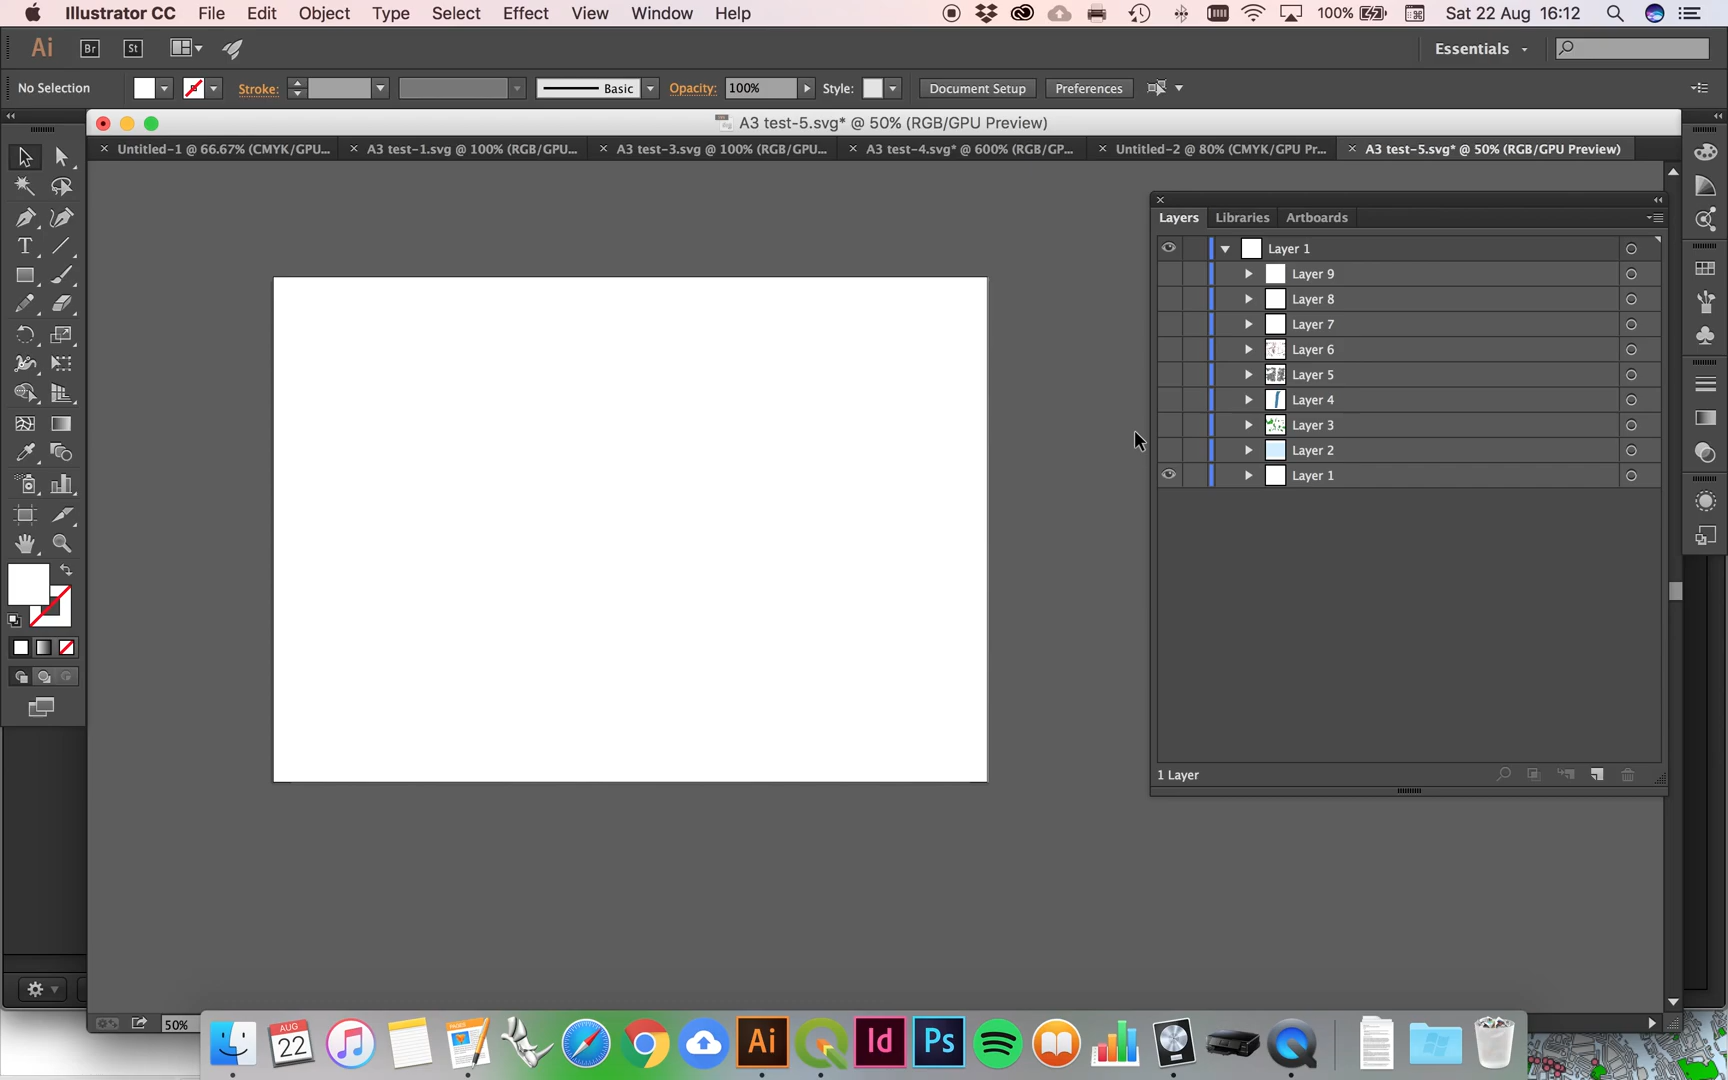 Illustrator CC File Edit Object Type Select Effect View Window Help 100% Sat 22 Aug 16:12
Ai Br St Essentials
No Selection Stroke: Basic Opacity: 100% Style: Document Setup Preferences
A3 test-5.svg* @ 50% (RGB/GPU Preview)
Untitled-1 @ 66.67% (CMYK/GPU... A3 test-1.svg @ 100% (RGB/GPU... A3 test-3.svg @ 100% (RGB/GPU... A3 test-4.svg* @ 600% (RGB/GP... Untitled-2 @ 80% (CMYK/GPU Pr... A3 test-5.svg* @ 50% (RGB/GPU Preview)
Layers Libraries Artboards
Layer 1
Layer 9
Layer 8
Layer 7
Layer 6
Layer 5
Layer 4
Layer 3
Layer 2
Layer 1
1 Layer
50%
AUG
22
PAGES
Ai Id Ps